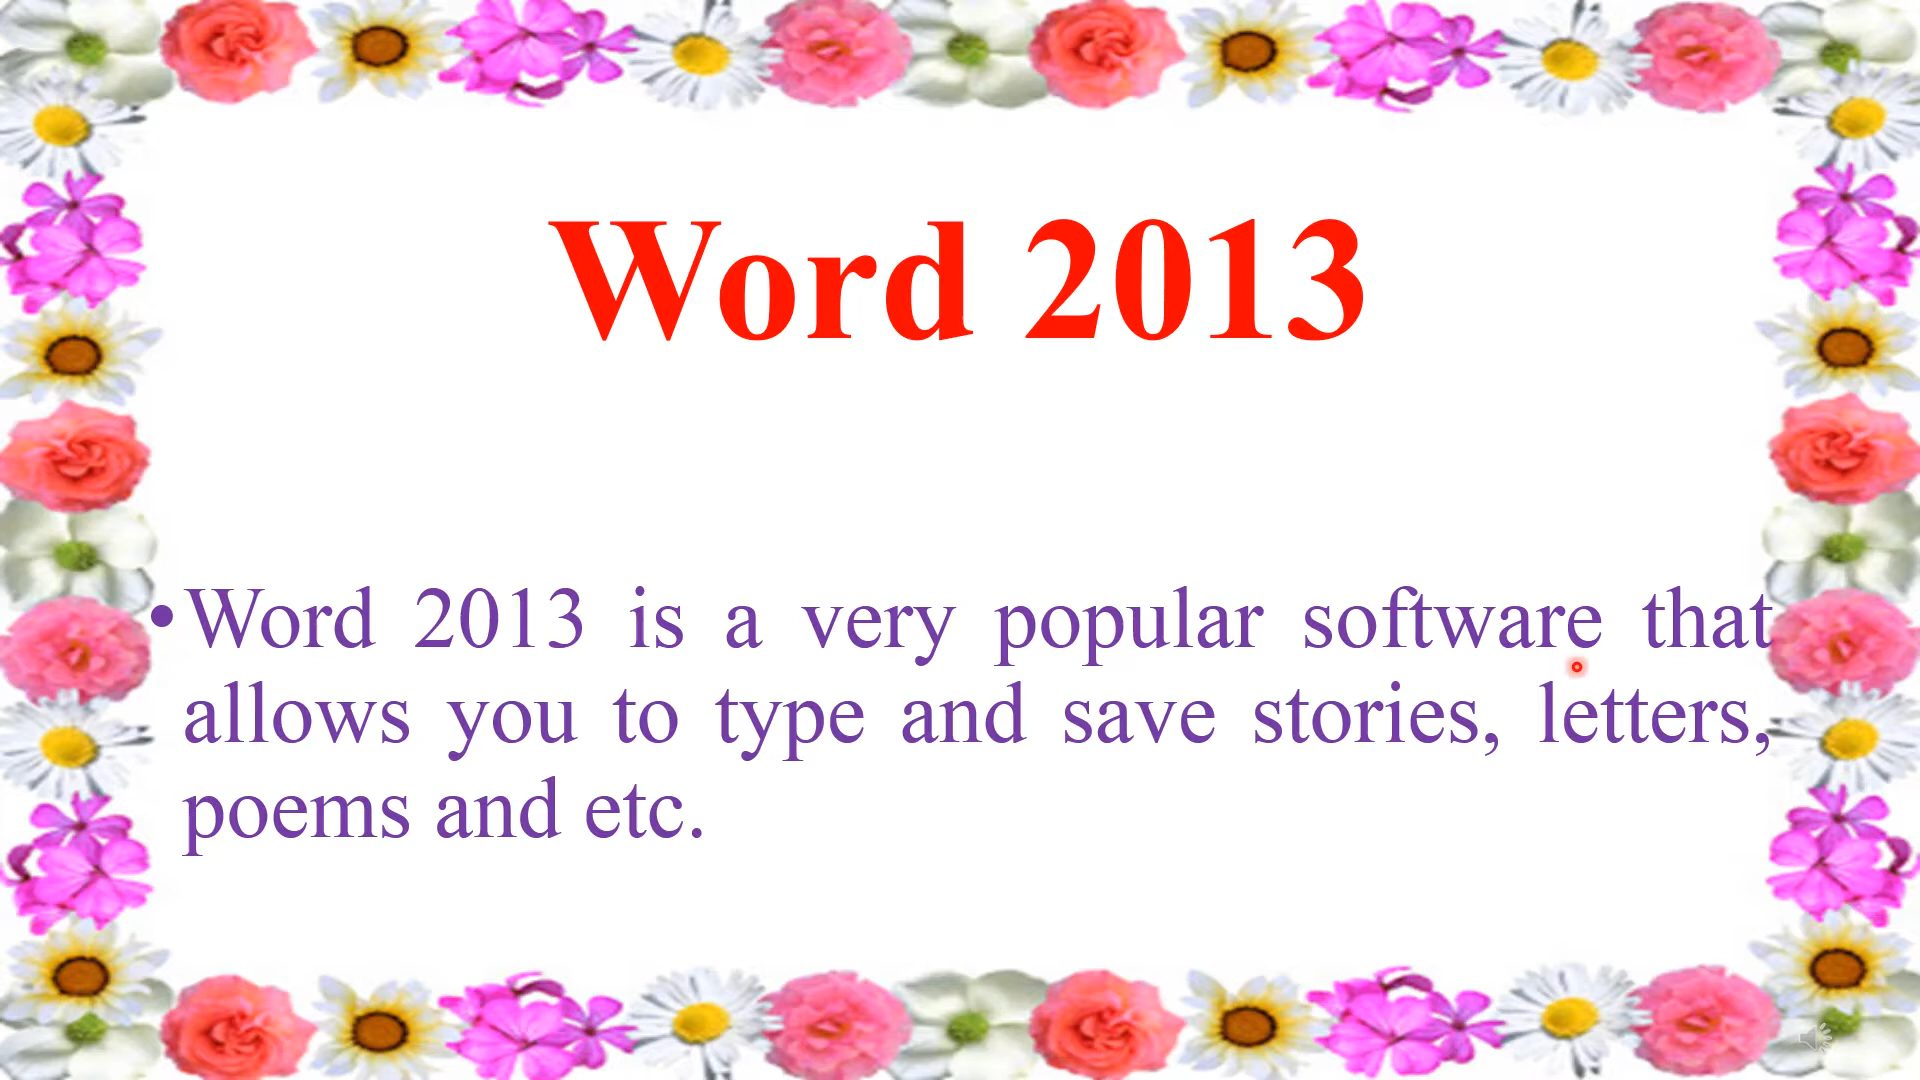 Word 2013
•Word 2013 is a very popular software that
allows you to type and save stories, letters,
poems and etc.